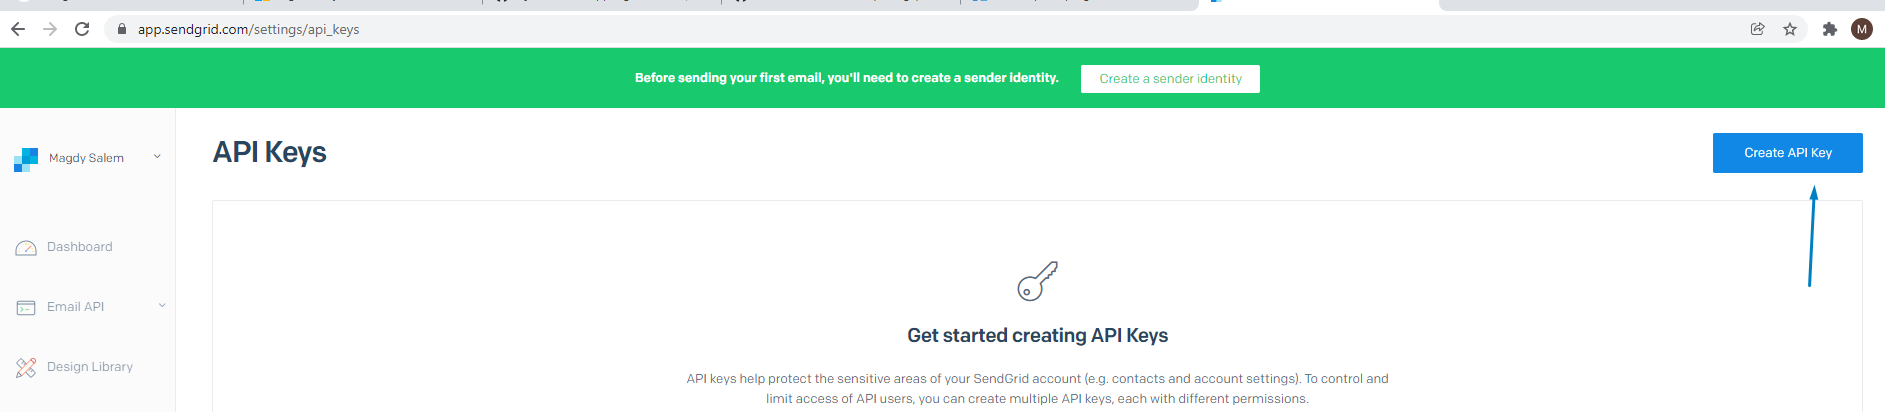 app.sendgrid.com/settings/api_keys
M
Before sending your first email, you'll need to create a sender identity.
Create a sender identity
Magdy Salem
API Keys
Create API Key
Dashboard
Email API
Design Library
Get started creating API Keys
API keys help protect the sensitive areas of your SendGrid account (e.g. contacts and account settings). To control and
limit access of API users, you can create multiple API keys, each with different permissions.